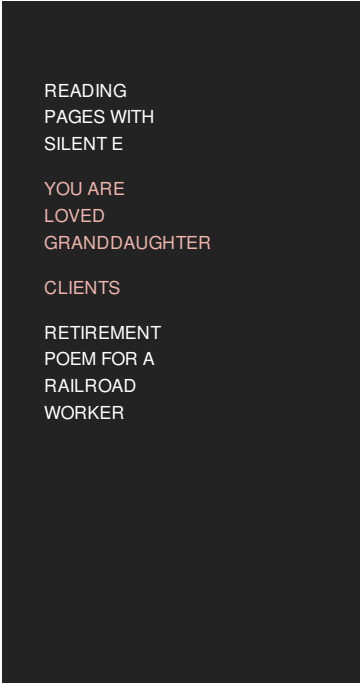 READING
PAGES WITH
SILENT E
YOU ARE
LOVED
GRANDDAUGHTER
CLIENTS
RETIREMENT
POEM FOR A
RAILROAD
WORKER